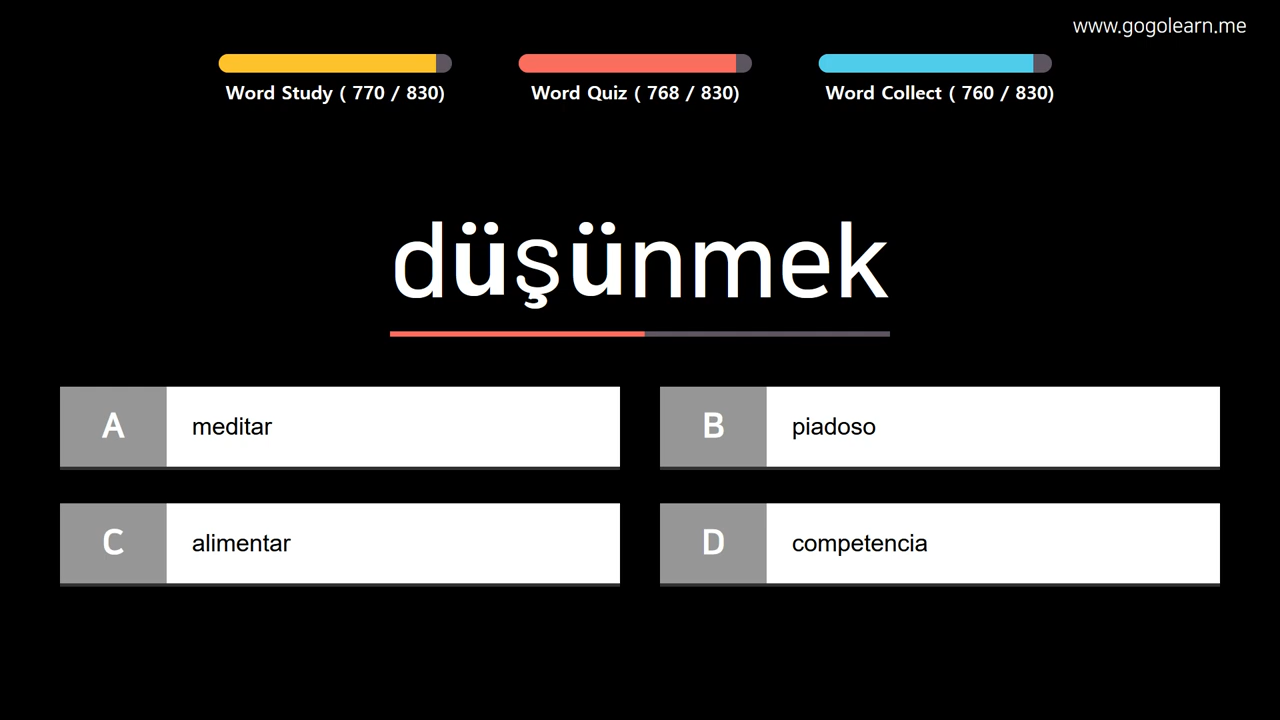 www.gogolearn.me
Word Study ( 770 / 830)
Word Quiz ( 768 / 830)
Word Collect ( 760 / 830)
düşünmek
A meditar
B piadoso
C alimentar
D competencia